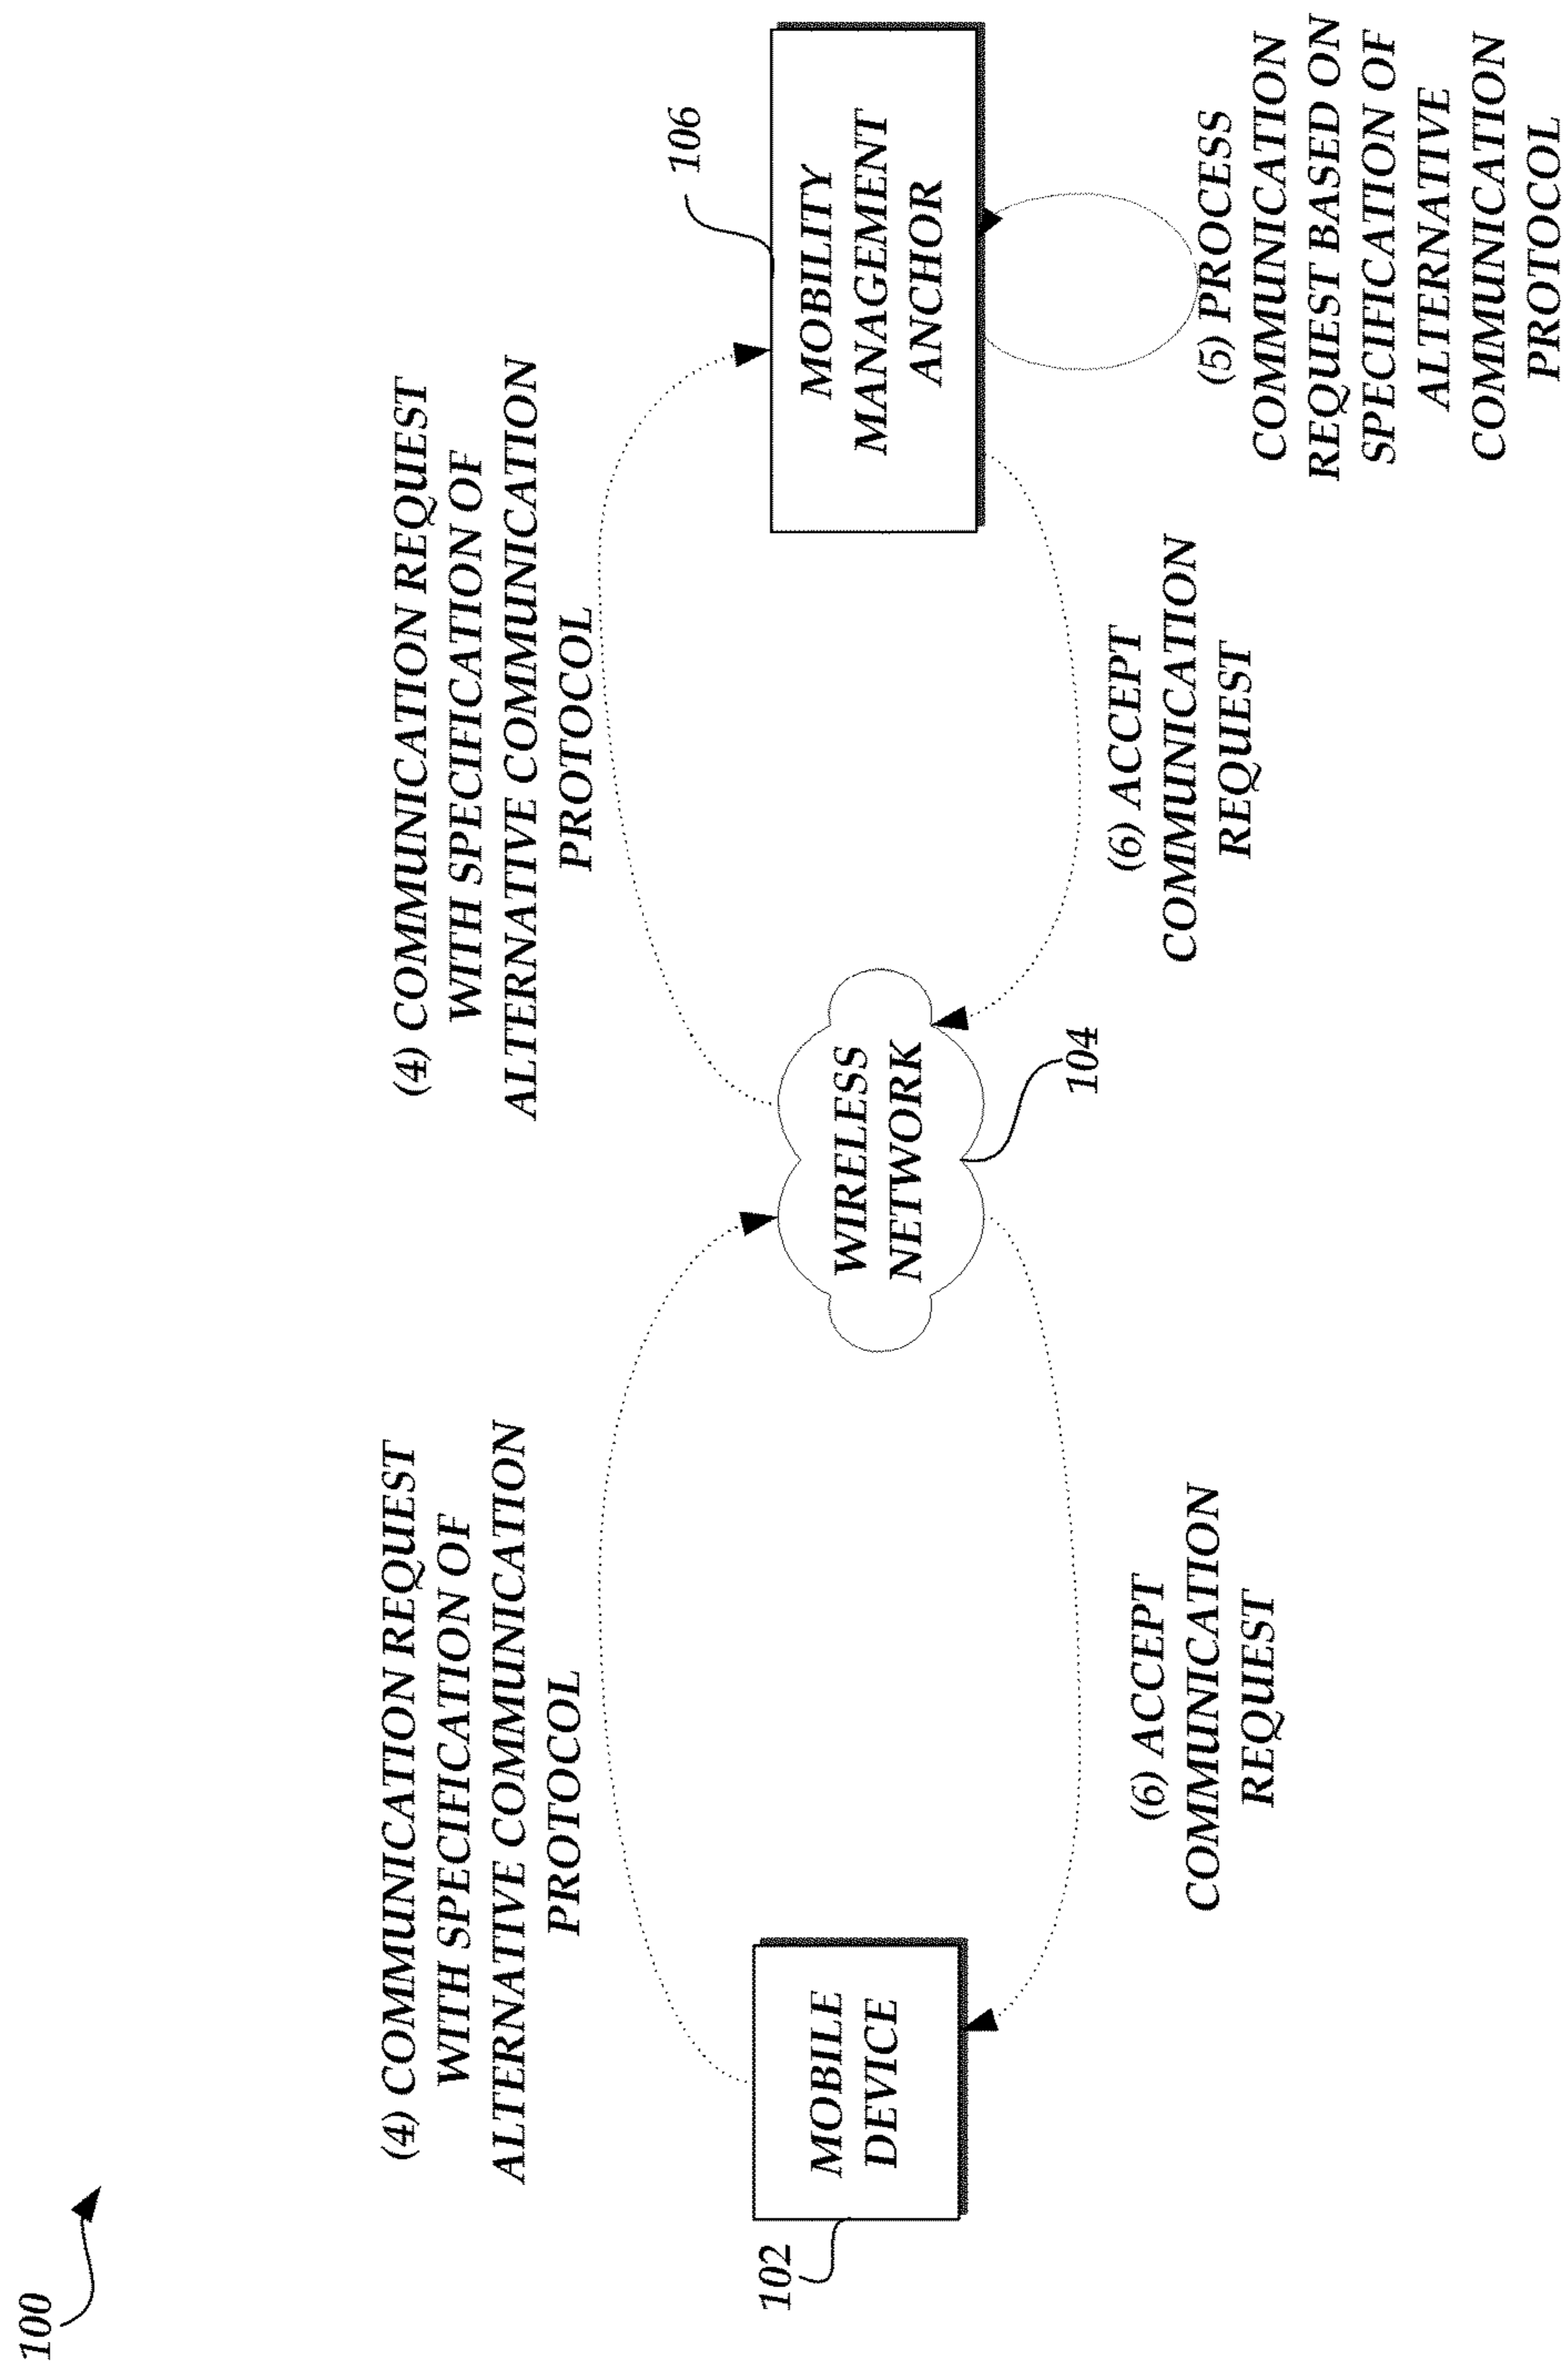 100
(4) COMMUNICATION REQUEST
WITH SPECIFICATION OF
ALTERNATIVE COMMUNICATION
PROTOCOL
(4) COMMUNICATION REQUEST
WITH SPECIFICATION OF
ALTERNATIVE COMMUNICATION
PROTOCOL
106
102
MOBILE
DEVICE
WIRELESS
NETWORK
MOBILITY
MANAGEMENT
ANCHOR
104
(6) ACCEPT
COMMUNICATION
REQUEST
(6) ACCEPT
COMMUNICATION
REQUEST
(5) PROCESS
COMMUNICATION
REQUEST BASED ON
SPECIFICATION OF
ALTERNATIVE
COMMUNICATION
PROTOCOL